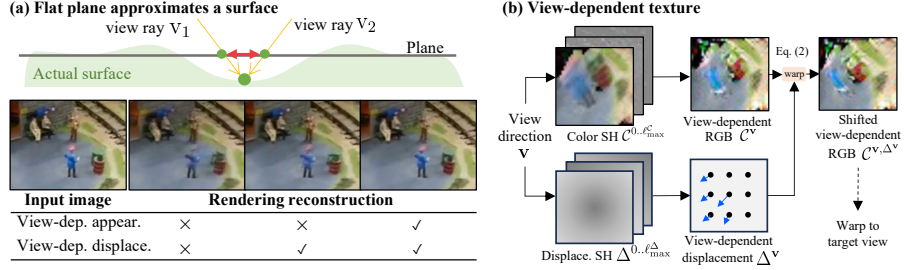 (a) Flat plane approximates a surface
view ray V₁
view ray V₂
Plane
Actual surface
Input image
Rendering reconstruction
View-dep. appear. × × ✓
View-dep. displace. × ✓ ✓
(b) View-dependent texture
View
direction
v
Color SH 𝒞^{0..ℓ^𝒞_max}
View-dependent
RGB 𝒞^v
Eq. (2)
warp
Shifted
view-dependent
RGB 𝒞^{v,Δ^v}
Displace. SH Δ^{0..ℓ^Δ_max}
View-dependent
displacement Δ^v
Warp to
target view